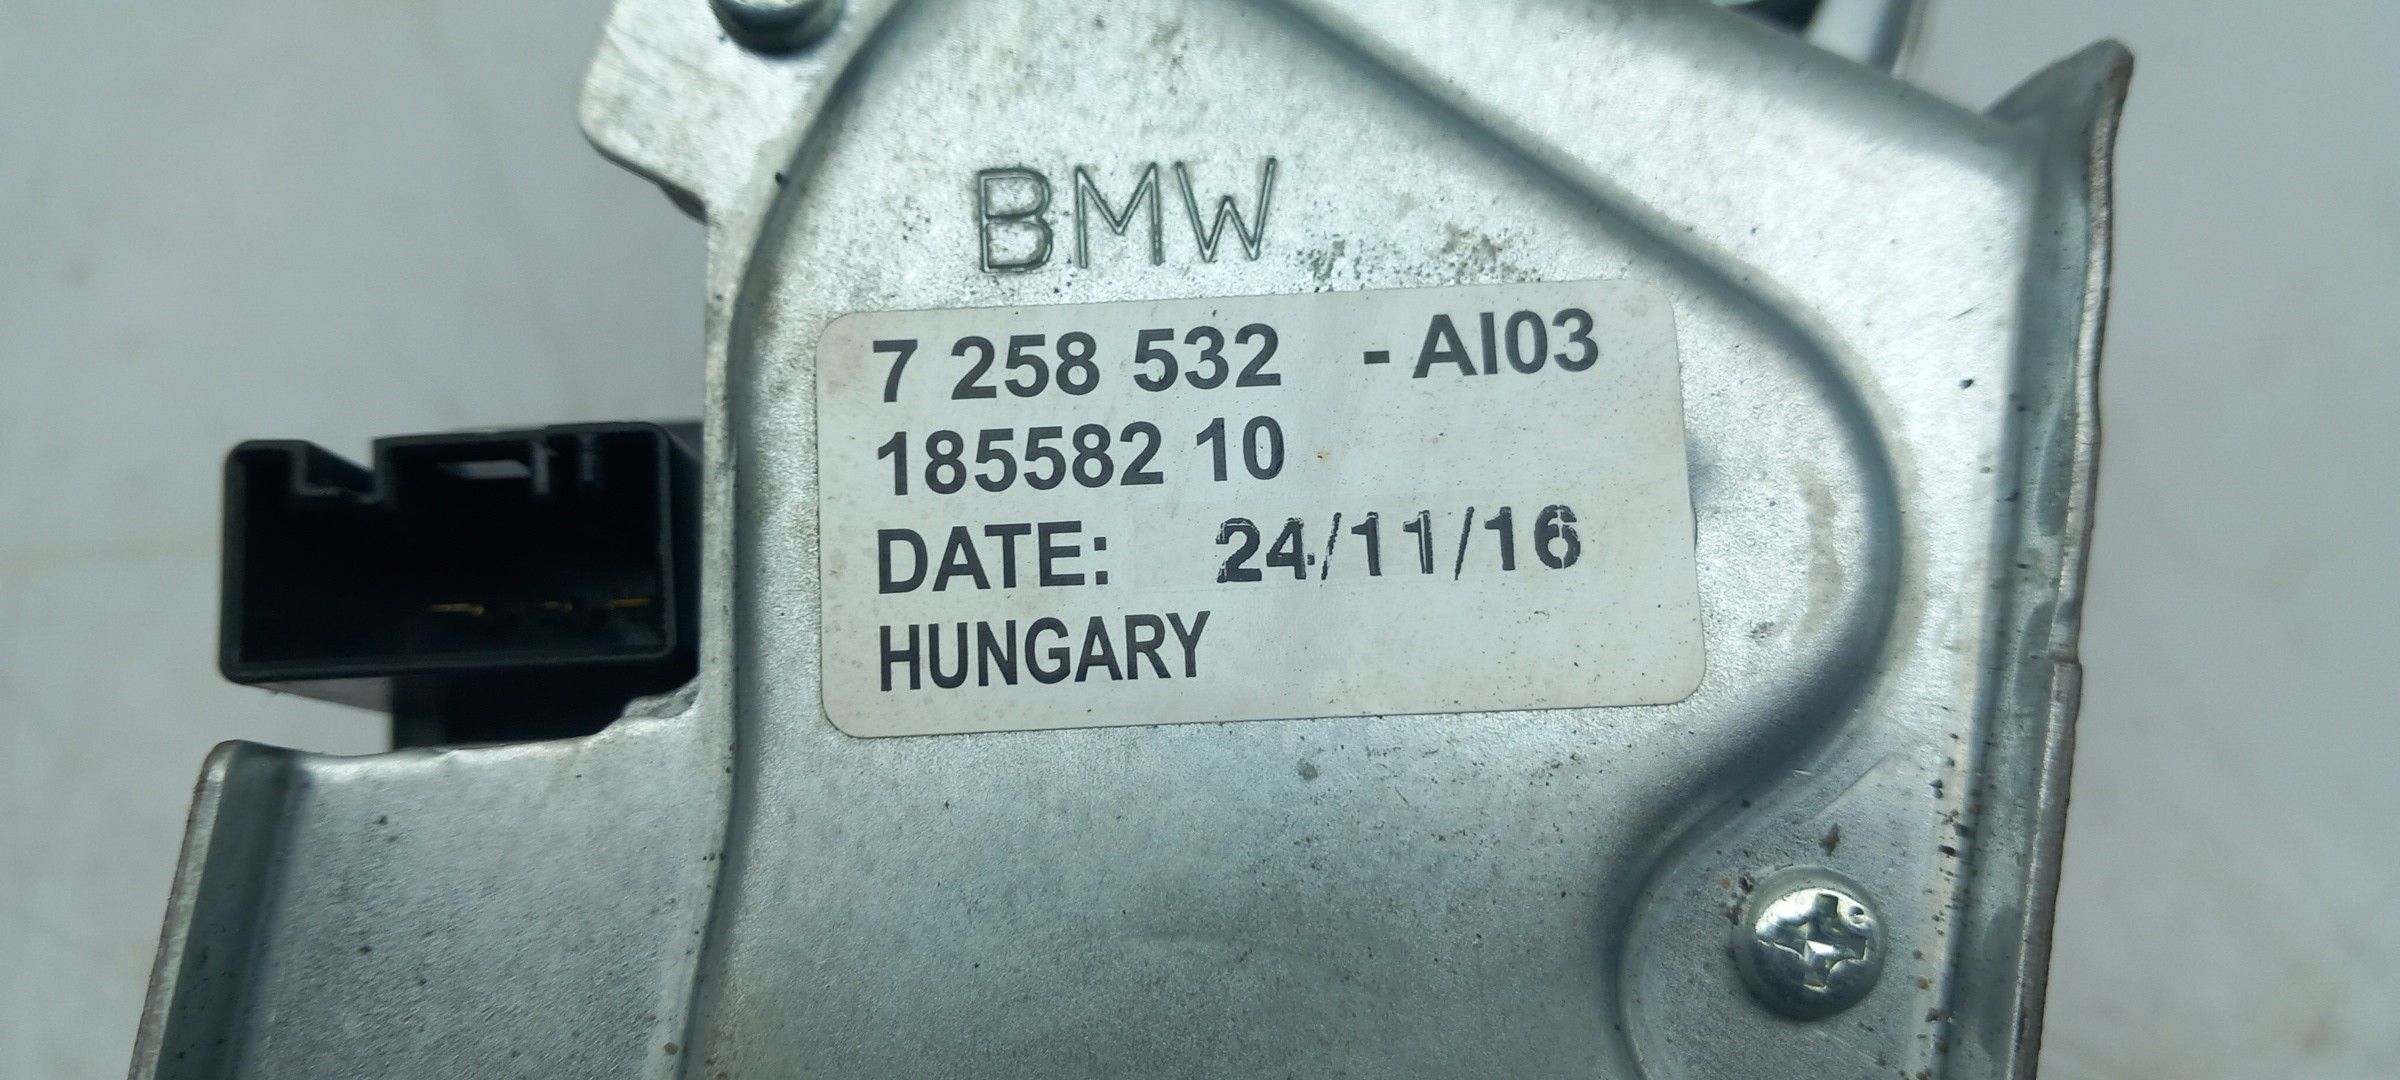 BMW
7 258 532 - AI03
185582 10
DATE: 24/11/16
HUNGARY